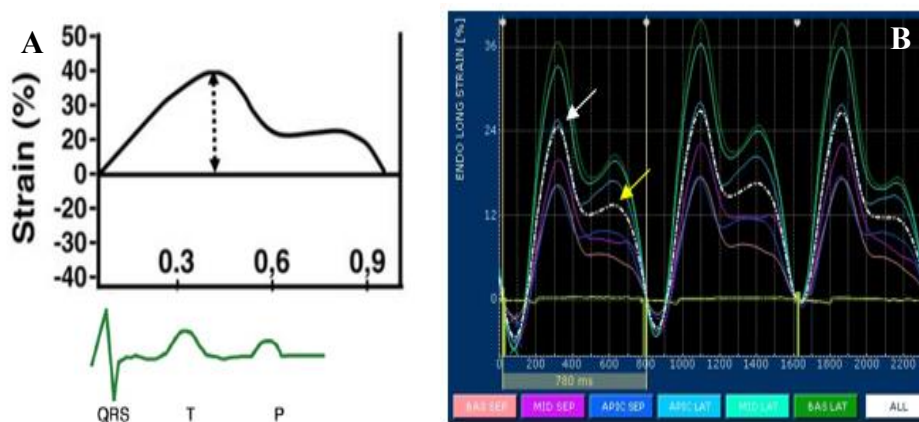 A
Strain (%)
50
40
30
20
10
0
-20
-30
-40
0.3 0,6 0,9
QRS T P
B
ENDO LONG STRAIN [%]
36
24
12
0
0 200 400 600 800 1000 1200 1400 1600 1800 2000 2200
780 ms
BAS SEP MID SEP APIC SEP APIC LAT MID LAT BAS LAT ALL